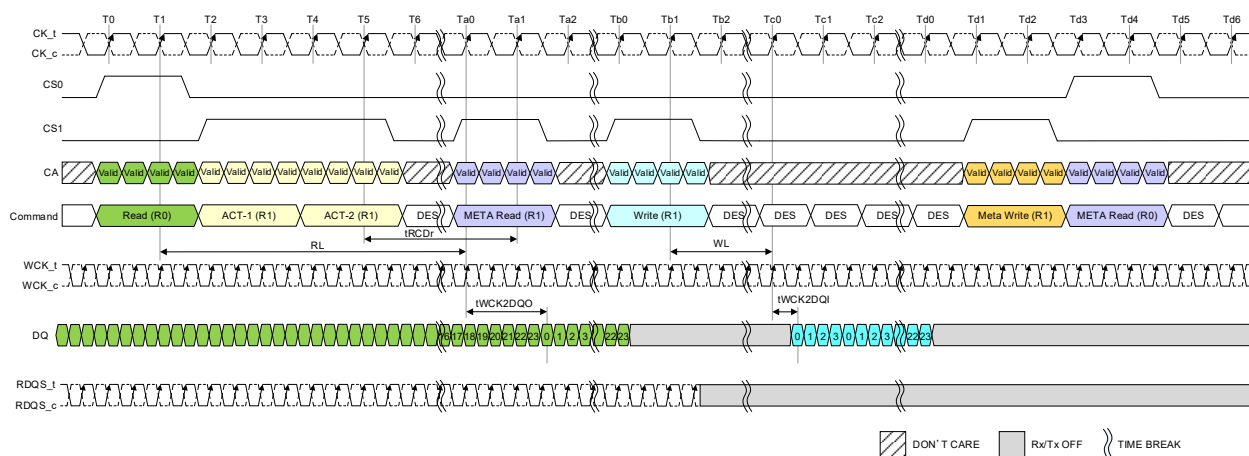 T0 T1 T2 T3 T4 T5 Ta0 Ta1 Ta2 Tb0 Tb1 Tb2 Tc0 Tc1 Tc2 Td0 Td1 Td2 Td3 Td4 Td5 Td6
CK_t
CK_c
CS0
CS1
CA Valid Valid Valid Valid Valid Valid Valid Valid Valid Valid Valid Valid Valid Valid Valid Valid Valid Valid Valid Valid Valid Valid Valid Valid Valid Valid Valid Valid
Command Read (R0) ACT-1 (R1) ACT-2 (R1) DES META Read (R1) DES Write (R1) DES DES DES DES DES Meta Write (R1) META Read (R0) DES
tRCDr
RL WL
WCK_t
WCK_c
tWCK2DQO tWCK2DQI
DQ 16 17 18 19 20 21 22 23 0 1 2 3 22 23 0 1 2 3 0 1 2 3 22 23
RDQS_t
RDQS_c
DON'T CARE Rx/Tx OFF TIME BREAK